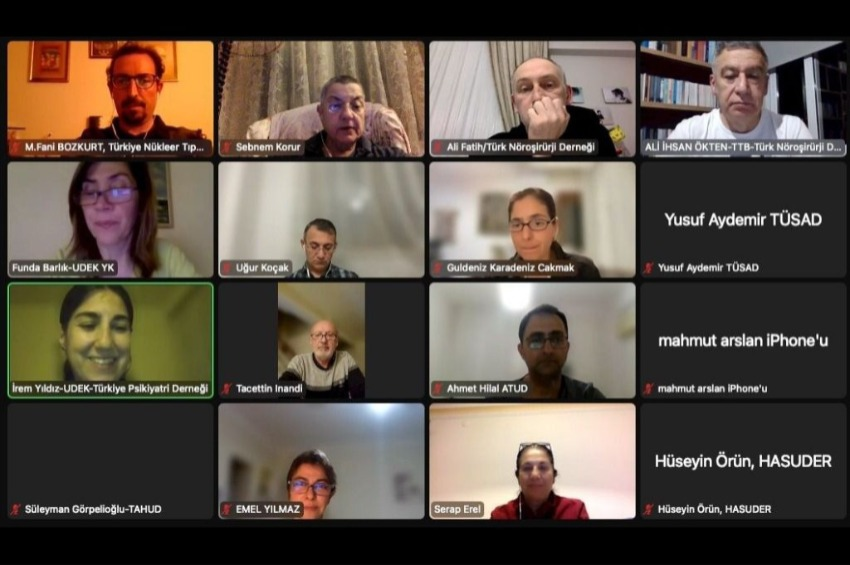 M.Fani BOZKURT, Türkiye Nükleer Tıp...
Sebnem Korur
Ali Fatih/Türk Nöroşirürji Derneği
ALİ İHSAN ÖKTEN-TTB-Türk Nöroşirürji D...
Funda Barlık-UDEK YK
Uğur Koçak
Guldeniz Karadeniz Cakmak
Yusuf Aydemir TÜSAD
Yusuf Aydemir TÜSAD
İrem Yıldız-UDEK-Türkiye Psikiyatri Derneği
Tacettin Inandi
Ahmet Hilal ATUD
mahmut arslan iPhone'u
mahmut arslan iPhone'u
Süleyman Görpelioğlu-TAHUD
EMEL YILMAZ
Serap Erel
Hüseyin Örün, HASUDER
Hüseyin Örün, HASUDER